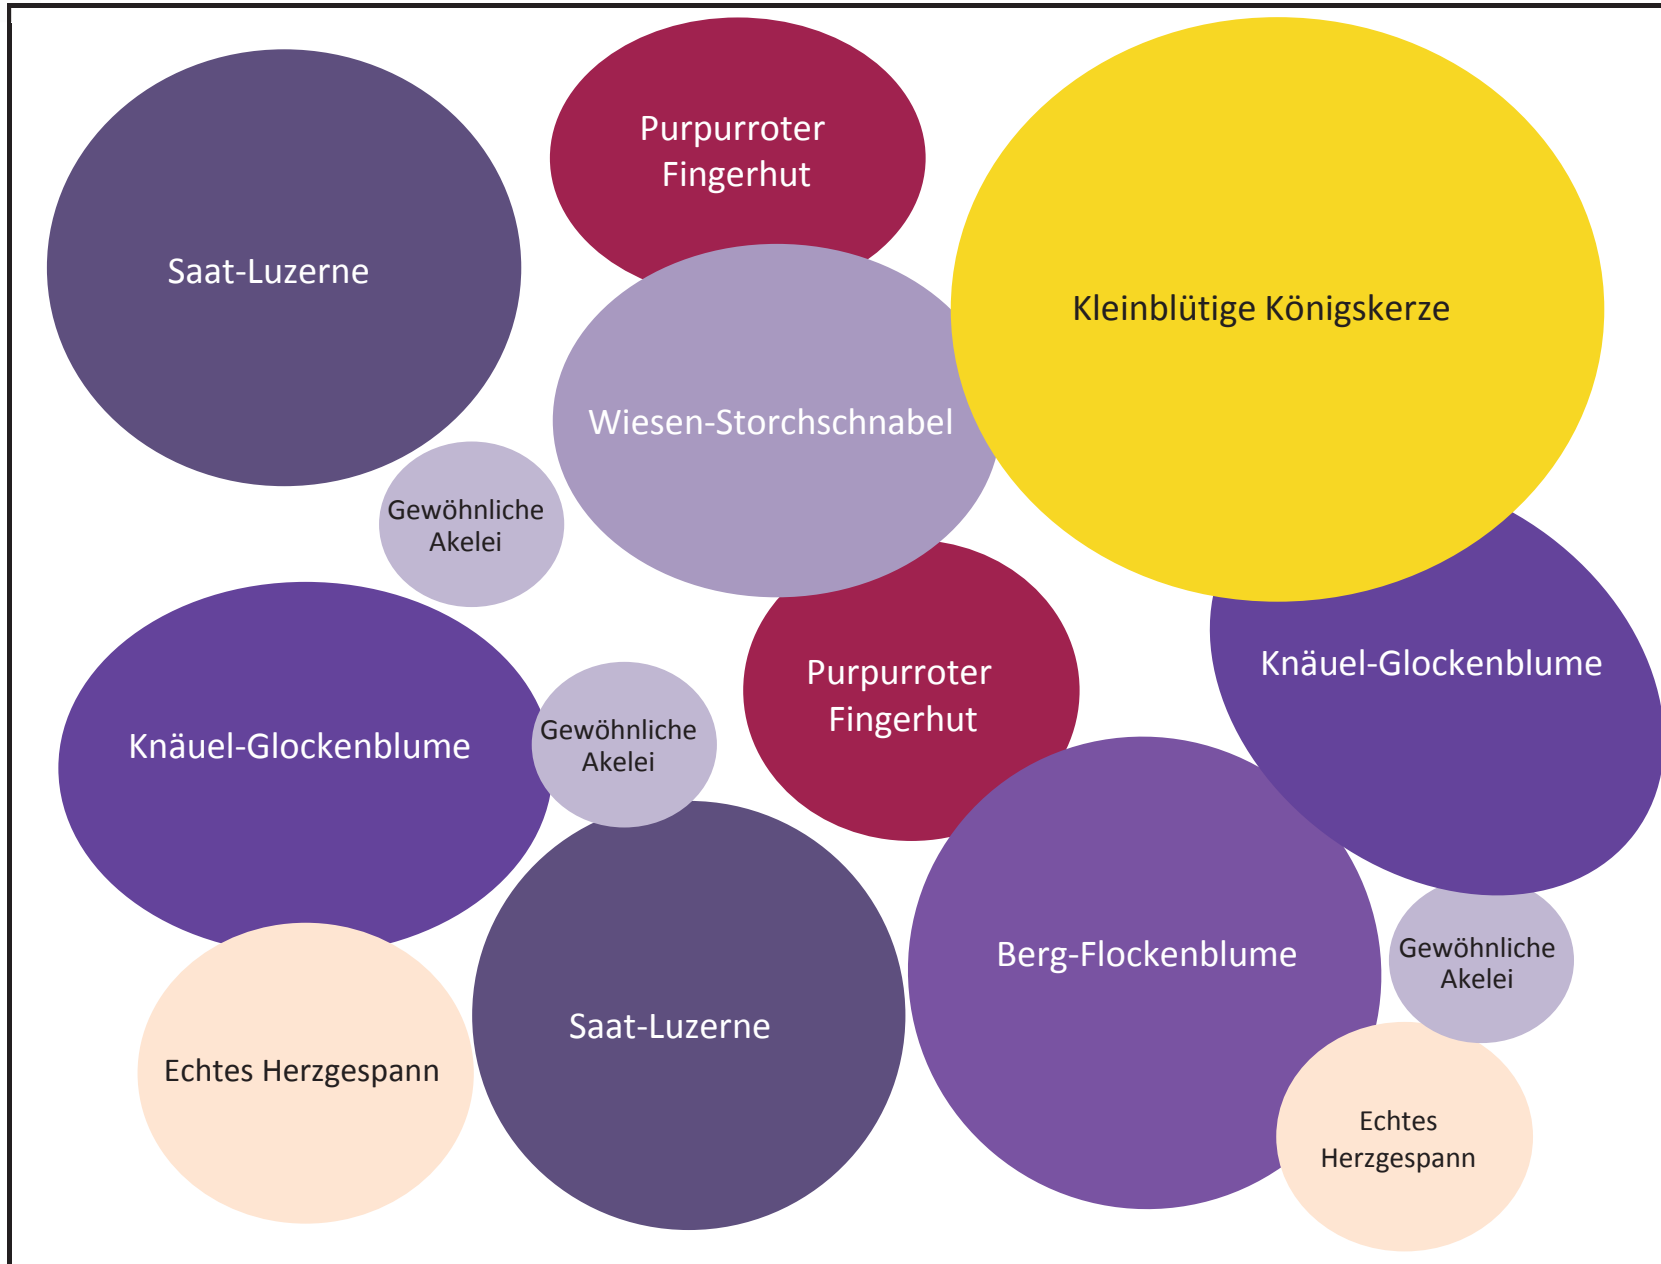 Purpurroter
Fingerhut
Saat-Luzerne
Kleinblütige Königskerze
Wiesen-Storchschnabel
Gewöhnliche
Akelei
Purpurroter
Fingerhut
Knäuel-Glockenblume
Knäuel-Glockenblume
Gewöhnliche
Akelei
Berg-Flockenblume
Gewöhnliche
Akelei
Saat-Luzerne
Echtes Herzgespann
Echtes
Herzgespann